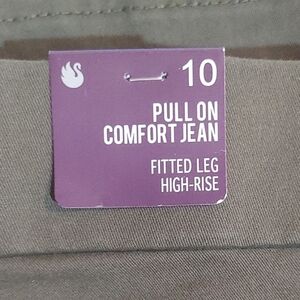 10
PULL ON
COMFORT JEAN
FITTED LEG
HIGH-RISE